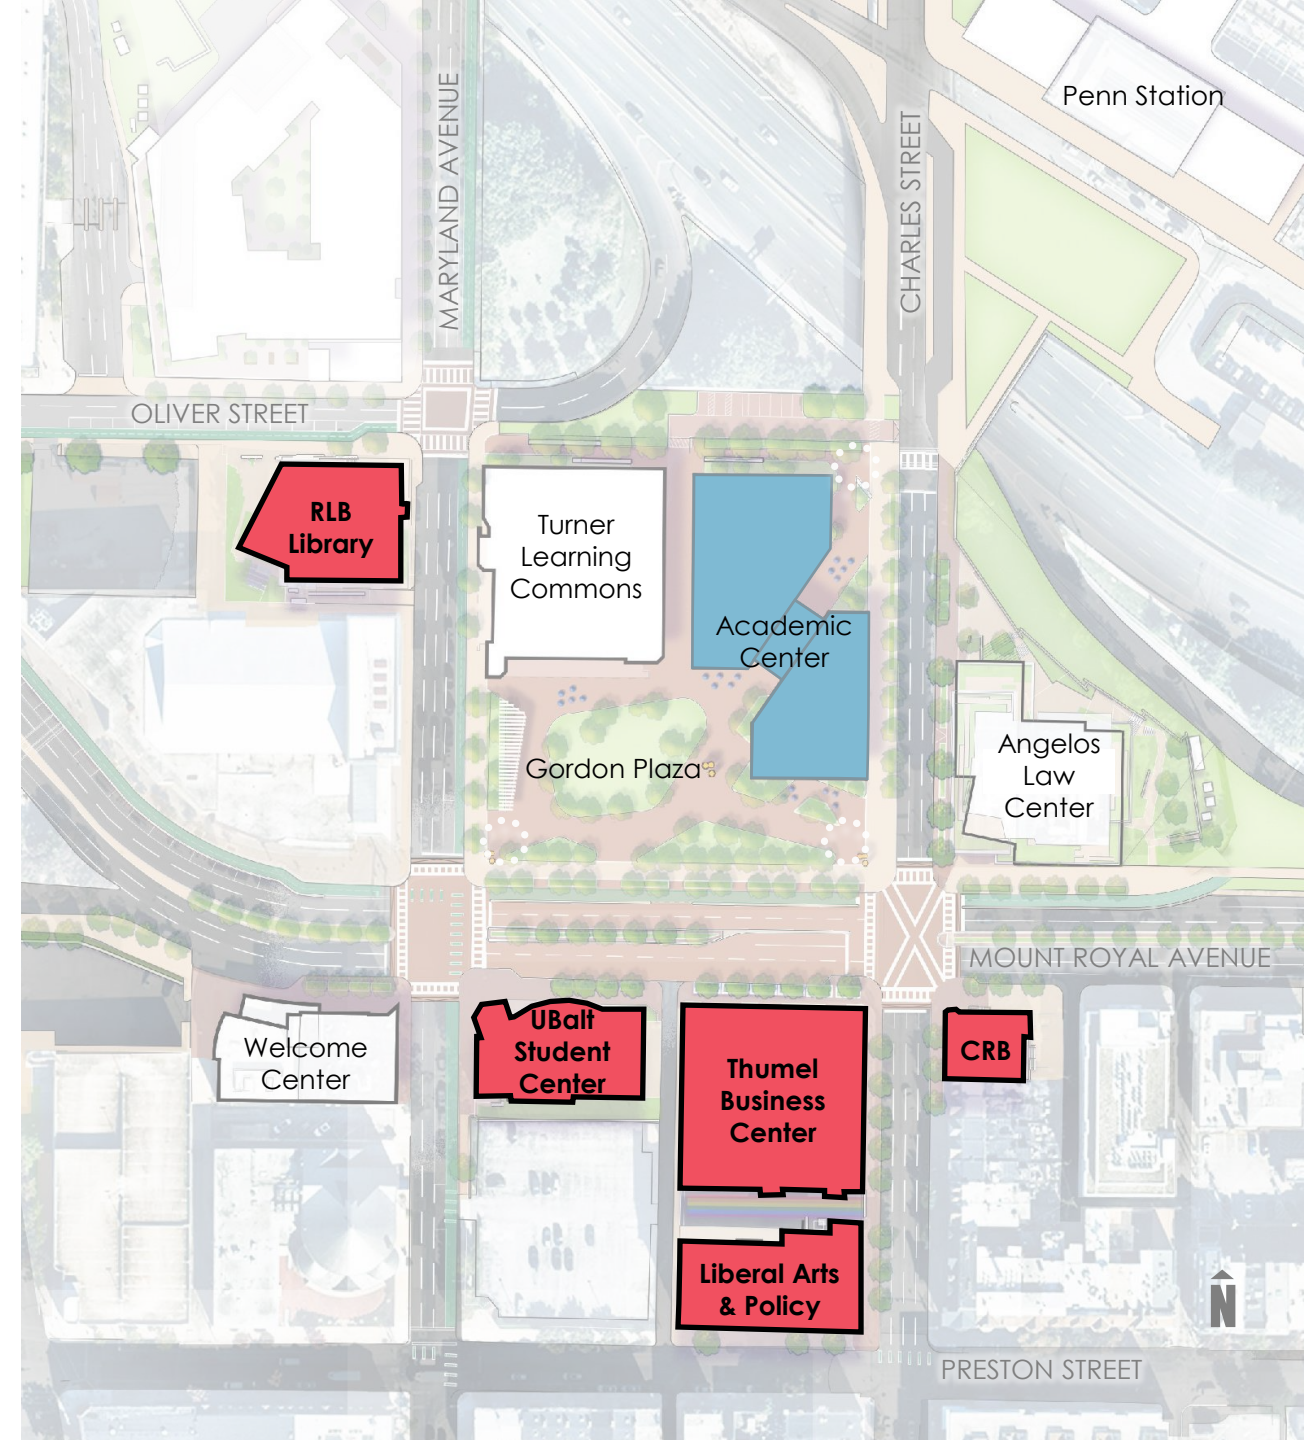 Penn Station
MARYLAND AVENUE
CHARLES STREET
OLIVER STREET
RLB
Library
Turner
Learning
Commons
Academic
Center
Gordon Plaza
Angelos
Law
Center
MOUNT ROYAL AVENUE
Welcome
Center
UBalt
Student
Center
Thumel
Business
Center
CRB
Liberal Arts
& Policy
N
PRESTON STREET